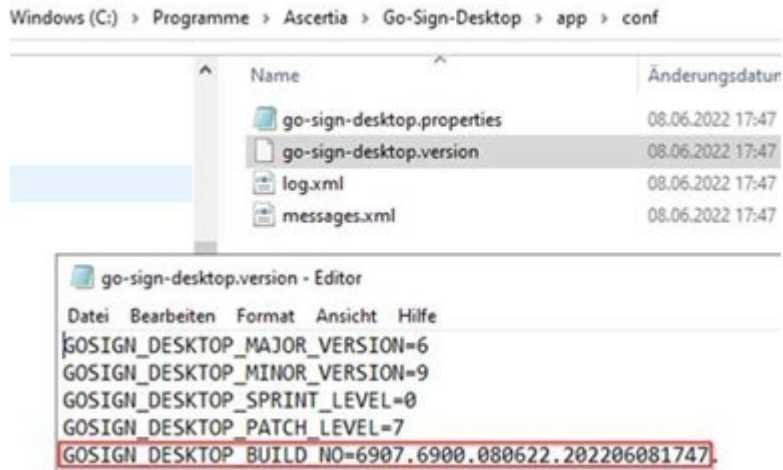 Windows (C:) > Programme > Ascertia > Go-Sign-Desktop > app > conf
Name Änderungsdatum
go-sign-desktop.properties 08.06.2022 17:47
go-sign-desktop.version 08.06.2022 17:47
log.xml 08.06.2022 17:47
messages.xml 08.06.2022 17:47
go-sign-desktop.version - Editor
Datei Bearbeiten Format Ansicht Hilfe
GOSIGN_DESKTOP_MAJOR_VERSION=6
GOSIGN_DESKTOP_MINOR_VERSION=9
GOSIGN_DESKTOP_SPRINT_LEVEL=0
GOSIGN_DESKTOP_PATCH_LEVEL=7
GOSIGN_DESKTOP_BUILD_NO=6907.6900.080622.202206081747.